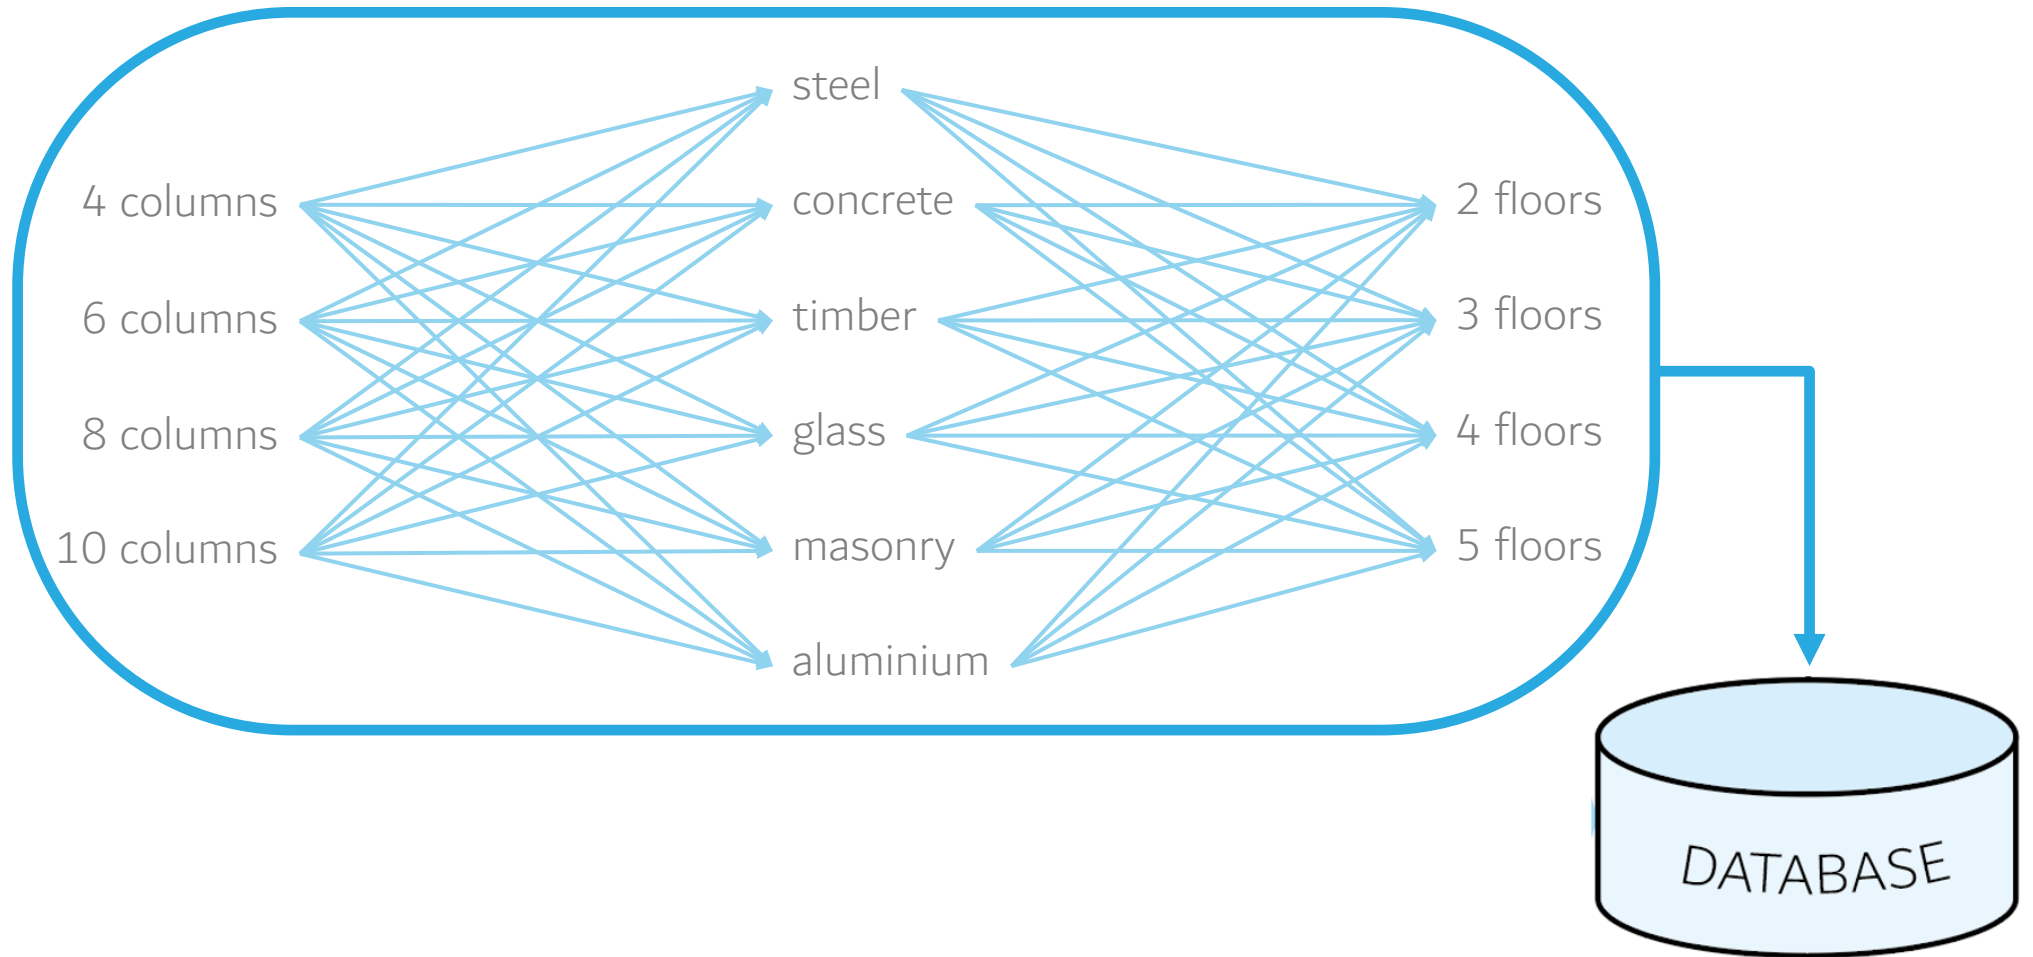 steel
4 columns
concrete
2 floors
6 columns
timber
3 floors
8 columns
glass
4 floors
10 columns
masonry
5 floors
aluminium
DATABASE